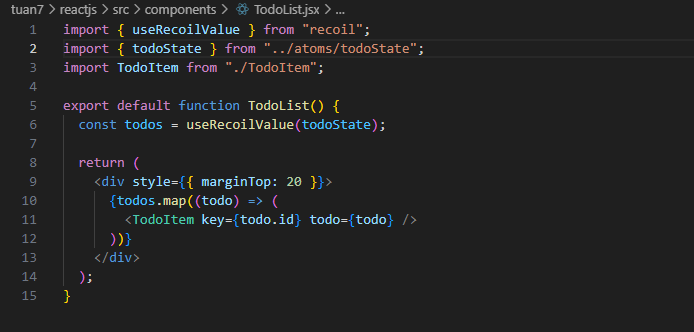 tuan7 > reactjs > src > components > TodoList.jsx > ...
1 import { useRecoilValue } from "recoil";
2 import { todoState } from "../atoms/todoState";
3 import TodoItem from "./TodoItem";
4
5 export default function TodoList() {
6   const todos = useRecoilValue(todoState);
7
8   return (
9     <div style={{ marginTop: 20 }}>
10       {todos.map((todo) => (
11         <TodoItem key={todo.id} todo={todo} />
12       ))}
13     </div>
14   );
15 }